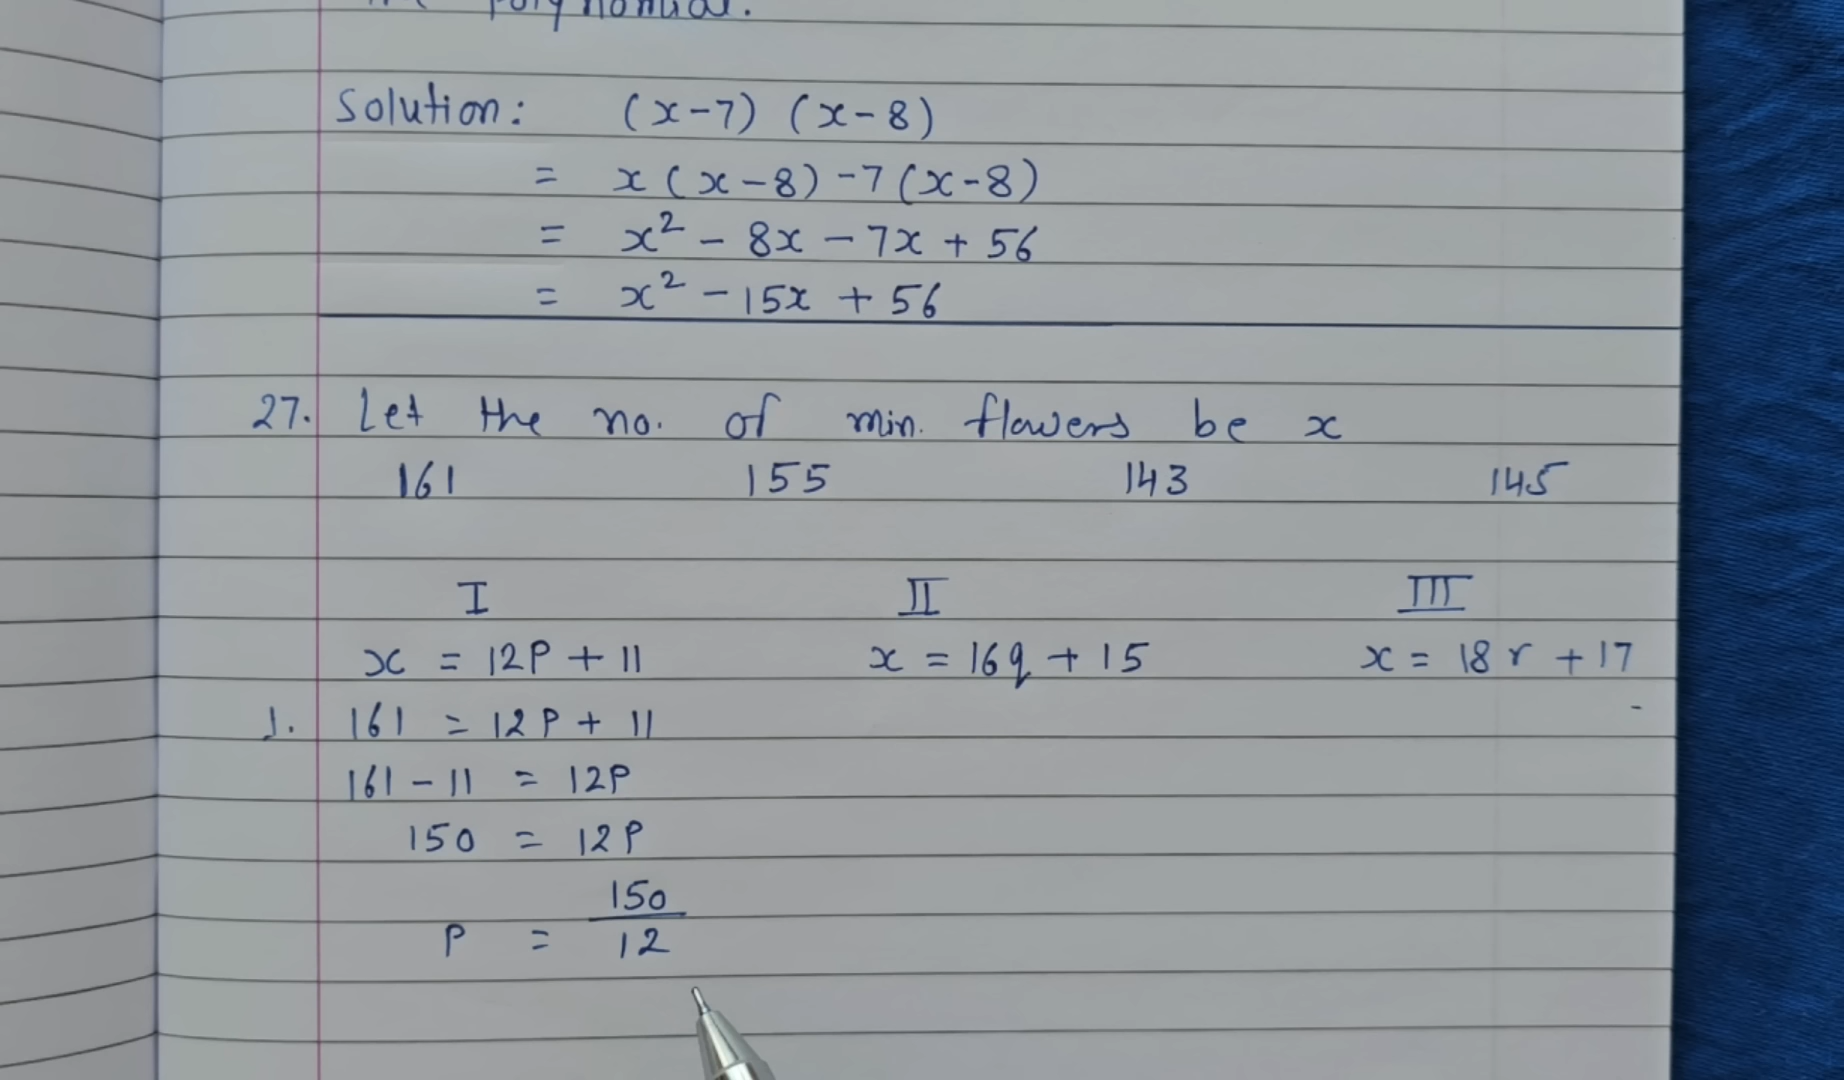 polynomial.
Solution: (x-7) (x-8)
= x(x-8)-7(x-8)
= x² - 8x - 7x + 56
= x² - 15x + 56
27. Let the no. of min. flowers be x
161 155 143 145
I II III
x = 12P + 11 x = 16q + 15 x = 18r + 17
1. 161 = 12P + 11
161 - 11 = 12P
150 = 12P
P = 150/12